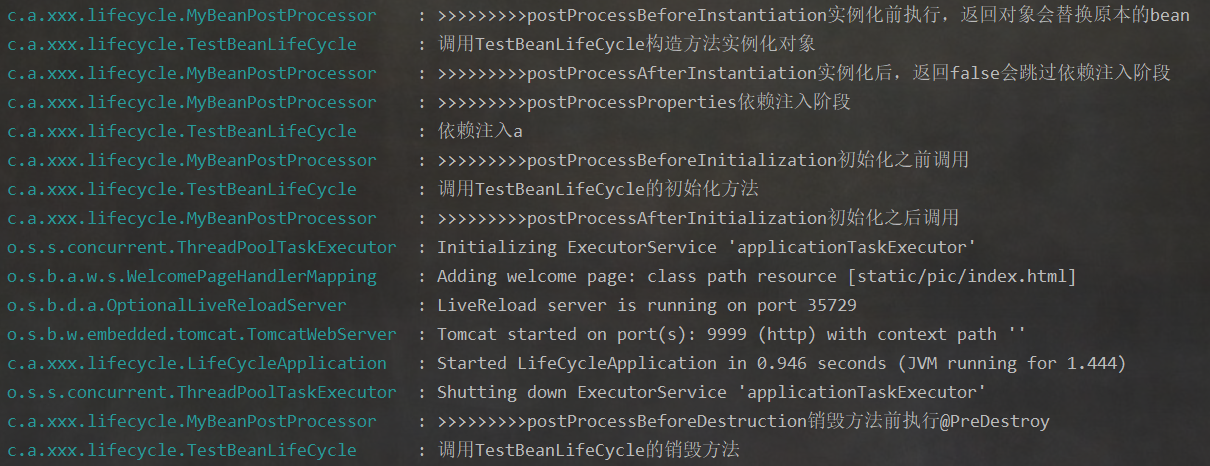 c.a.xxx.lifecycle.MyBeanPostProcessor : >>>>>>>>>postProcessBeforeInstantiation实例化前执行，返回对象会替换原本的bean
c.a.xxx.lifecycle.TestBeanLifeCycle : 调用TestBeanLifeCycle构造方法实例化对象
c.a.xxx.lifecycle.MyBeanPostProcessor : >>>>>>>>>postProcessAfterInstantiation实例化后，返回false会跳过依赖注入阶段
c.a.xxx.lifecycle.MyBeanPostProcessor : >>>>>>>>>postProcessProperties依赖注入阶段
c.a.xxx.lifecycle.TestBeanLifeCycle : 依赖注入a
c.a.xxx.lifecycle.MyBeanPostProcessor : >>>>>>>>>postProcessBeforeInitialization初始化之前调用
c.a.xxx.lifecycle.TestBeanLifeCycle : 调用TestBeanLifeCycle的初始化方法
c.a.xxx.lifecycle.MyBeanPostProcessor : >>>>>>>>>postProcessAfterInitialization初始化之后调用
o.s.s.concurrent.ThreadPoolTaskExecutor : Initializing ExecutorService 'applicationTaskExecutor'
o.s.b.a.w.s.WelcomePageHandlerMapping : Adding welcome page: class path resource [static/pic/index.html]
o.s.b.d.a.OptionalLiveReloadServer : LiveReload server is running on port 35729
o.s.b.w.embedded.tomcat.TomcatWebServer : Tomcat started on port(s): 9999 (http) with context path ''
c.a.xxx.lifecycle.LifeCycleApplication : Started LifeCycleApplication in 0.946 seconds (JVM running for 1.444)
o.s.s.concurrent.ThreadPoolTaskExecutor : Shutting down ExecutorService 'applicationTaskExecutor'
c.a.xxx.lifecycle.MyBeanPostProcessor : >>>>>>>>>postProcessBeforeDestruction销毁方法前执行@PreDestroy
c.a.xxx.lifecycle.TestBeanLifeCycle : 调用TestBeanLifeCycle的销毁方法